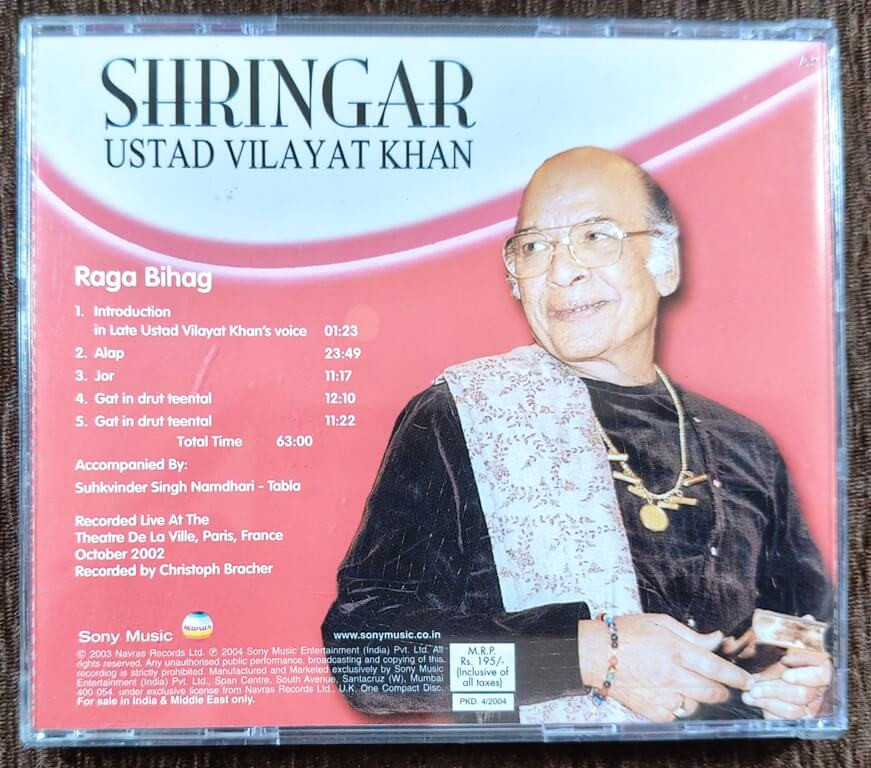 SHRINGAR
USTAD VILAYAT KHAN
Raga Bihag
1. Introduction
in Late Ustad Vilayat Khan's voice 01:23
2. Alap 23:49
3. Jor 11:17
4. Gat in drut teental 12:10
5. Gat in drut teental 11:22
Total Time 63:00
Accompanied By:
Suhkvinder Singh Namdhari - Tabla
Recorded Live At The
Theatre De La Ville, Paris, France
October 2002
Recorded by Christoph Bracher
Sony Music navras www.sonymusic.co.in
© 2003 Navras Records Ltd. ℗ 2004 Sony Music Entertainment (India) Pvt. Ltd. All
rights reserved. Any unauthorised public performance, broadcasting and copying of this
recording is strictly prohibited. Manufactured and Marketed exclusively by Sony Music
Entertainment (India) Pvt. Ltd., Span Centre, South Avenue, Santacruz (W), Mumbai
400 054. under exclusive license from Navras Records Ltd., U.K. One Compact Disc.
For sale in India & Middle East only.
M.R.P.
Rs. 195/-
(Inclusive of
all taxes)
PKD. 4/2004